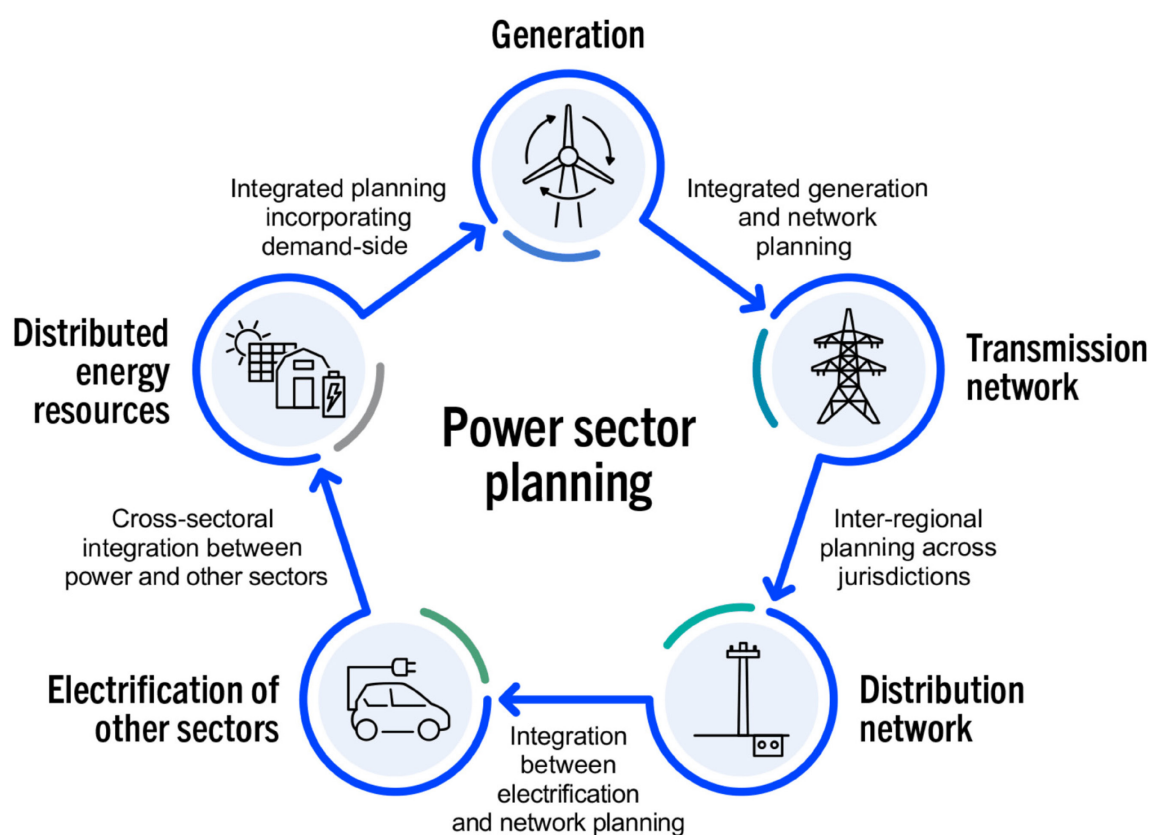 Generation
Integrated planning
incorporating
demand-side
Integrated generation
and network
planning
Distributed
energy
resources
Transmission
network
Power sector
planning
Cross-sectoral
integration between
power and other sectors
Inter-regional
planning across
jurisdictions
Electrification of
other sectors
Distribution
network
Integration
between
electrification
and network planning